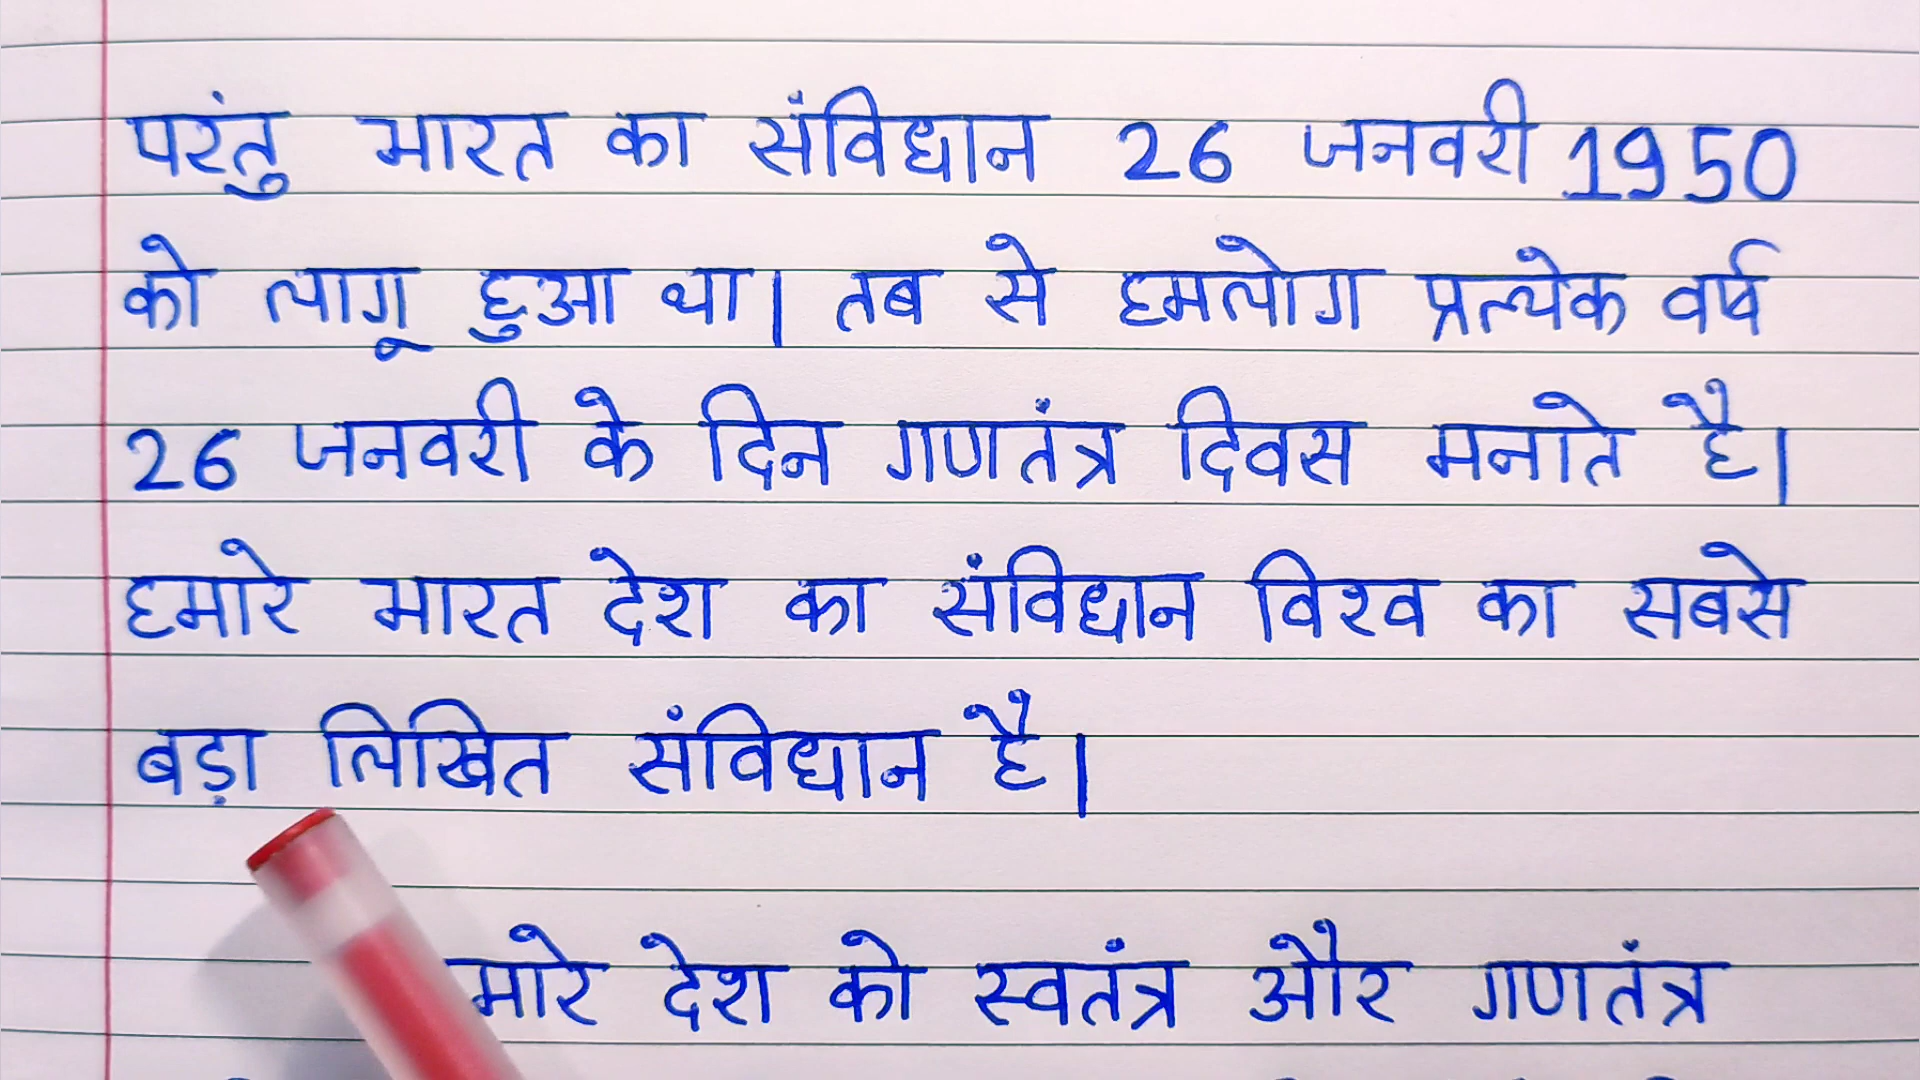 परंतु भारत का संविधान 26 जनवरी 1950
को लागू हुआ था। तब से हमलोग प्रत्येक वर्ष
26 जनवरी के दिन गणतंत्र दिवस मनाते है।
हमारे भारत देश का संविधान विश्व का सबसे
बड़ा लिखित संविधान है।
देश को स्वतंत्र और गणतंत्र